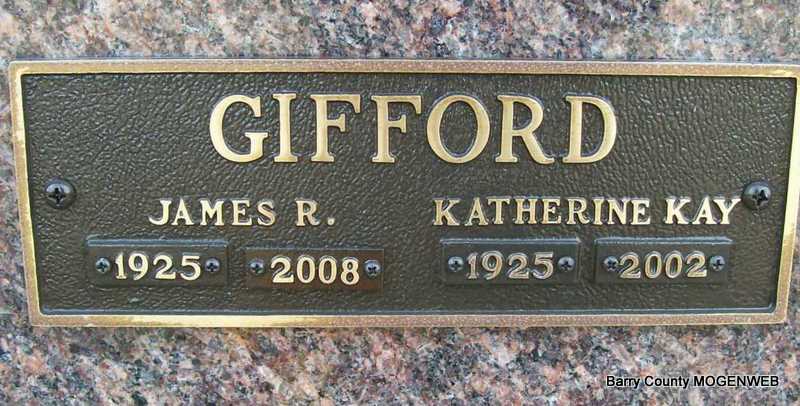 GIFFORD
JAMES R. KATHERINE KAY
1925 2008 1925 2002
Barry County MOGENWEB